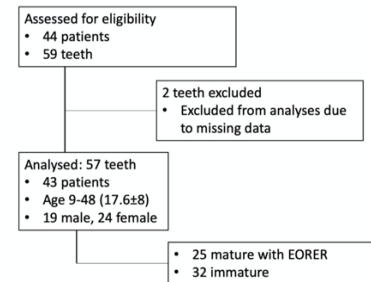 Assessed for eligibility
• 44 patients
• 59 teeth
2 teeth excluded
• Excluded from analyses due
to missing data
Analysed: 57 teeth
• 43 patients
• Age 9-48 (17.6±8)
• 19 male, 24 female
• 25 mature with EORER
• 32 immature